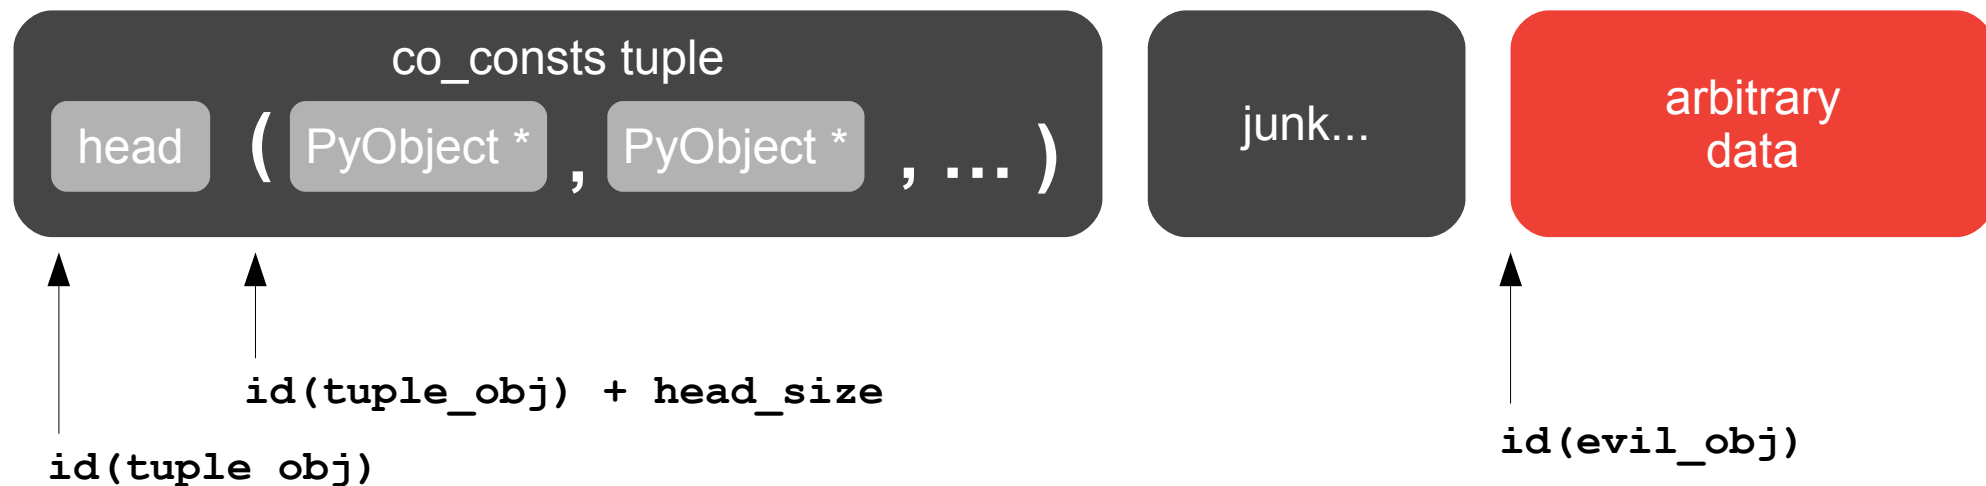 co_consts tuple
head ( PyObject * , PyObject * , ... )
junk...
arbitrary
data
id(tuple_obj) + head_size
id(evil_obj)
id(tuple obj)